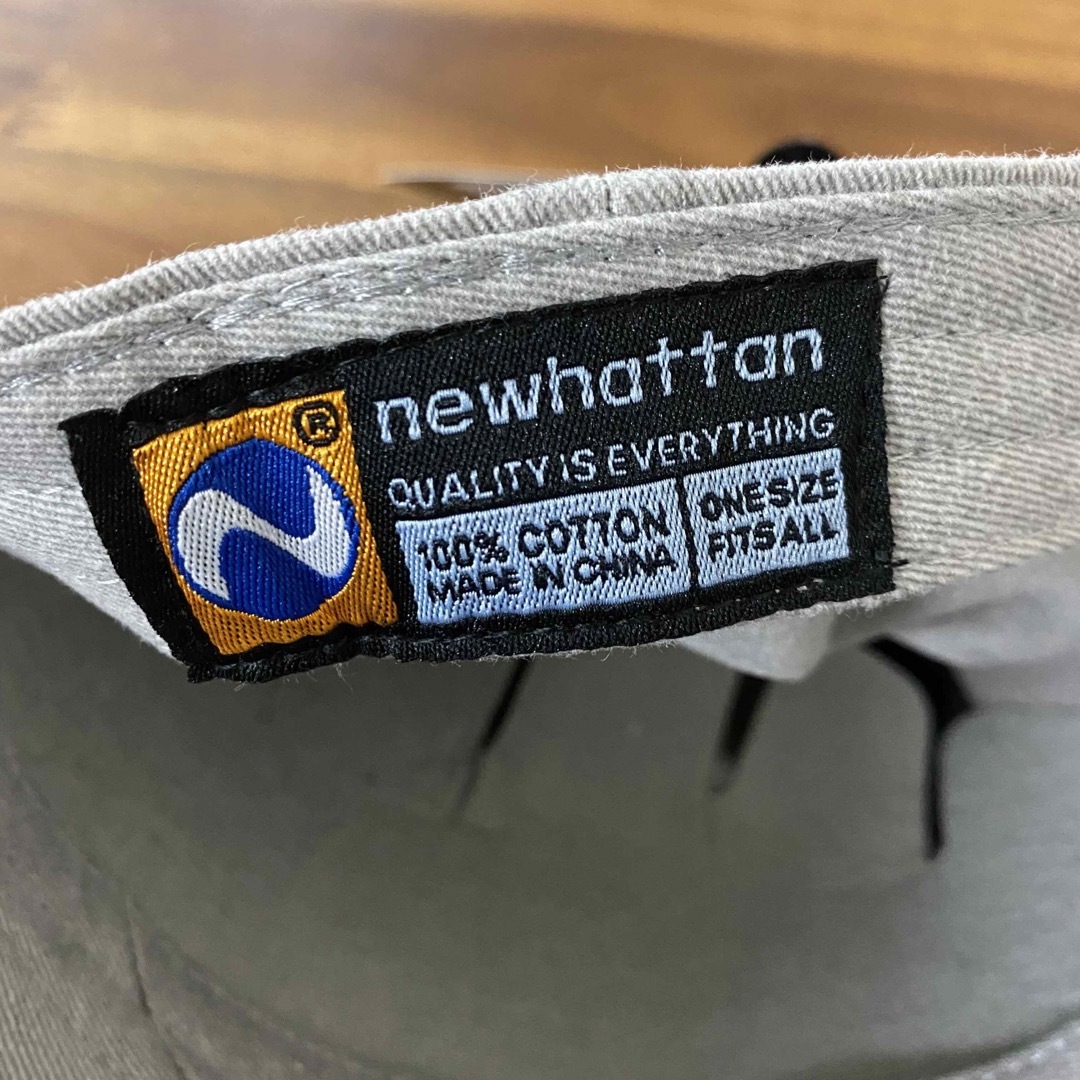 ®
newhattan
QUALITY IS EVERYTHING
100% COTTON
MADE IN CHINA
ONE SIZE
FITS ALL